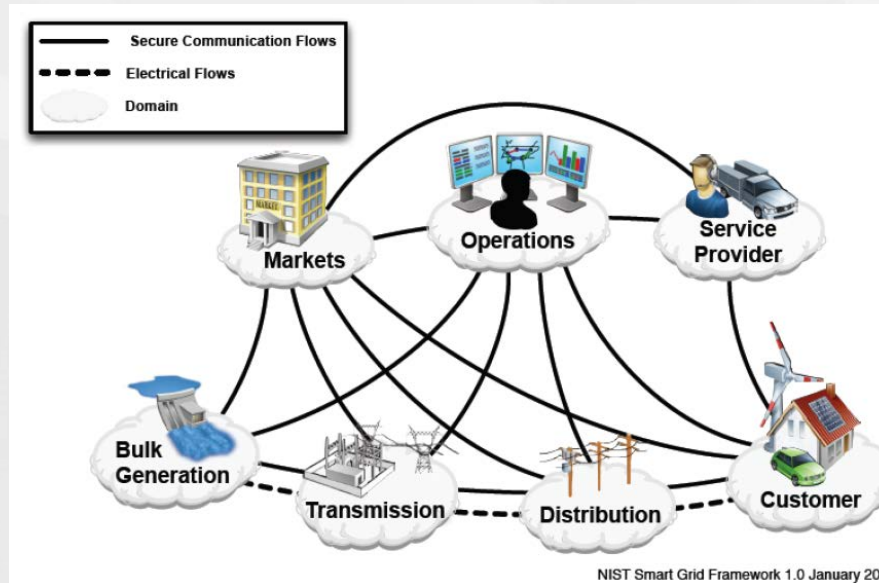 Secure Communication Flows
Electrical Flows
Domain
MARKET
Markets
Operations
Service
Provider
Bulk
Generation
Transmission
Distribution
Customer
NIST Smart Grid Framework 1.0 January 20